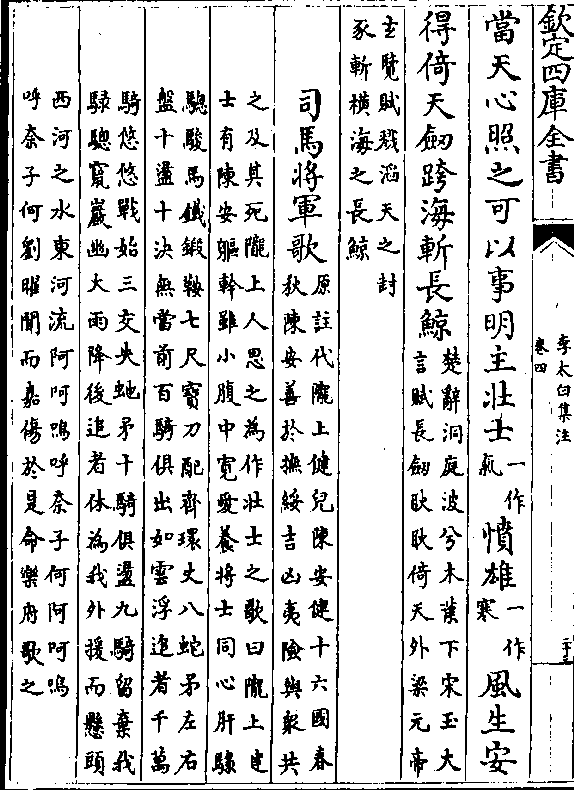 欽定四庫全書
李太白集注
卷四
當天心照之可以事明主壯士
一作
氣
憤雄
一作
寒
風生安
得倚天劔跨海斬長鯨
楚辭洞庭波兮木葉下宋玉大
言賦長劔耿耿倚天外梁元帝
玄覽賦戮滔天之封
豕斬橫海之長鯨
司馬將軍歌
原註代隴上健兒陳安健十六國春
秋陳安善於撫綏吉凶夷險與衆共
之及其死隴上人思之為作壯士之歌曰隴上健
士有陳安軀幹雖小腹中寛愛養將士同心肝騄
驄駿馬鐵鍛鞍七尺寶刀配齊環丈八蛇矛左右
盤十盪十決無當前百騎俱出如雲浮追者千萬
騎悠悠戰始三交失虵矛十騎俱盪九騎留棄我
騄驄竄巖幽大雨降後追者休為我外援而懸頭
西河之水東河流阿呵嗚呼奈子何阿呵嗚
呼奈子何劉曜聞而嘉傷於是命樂府歌之